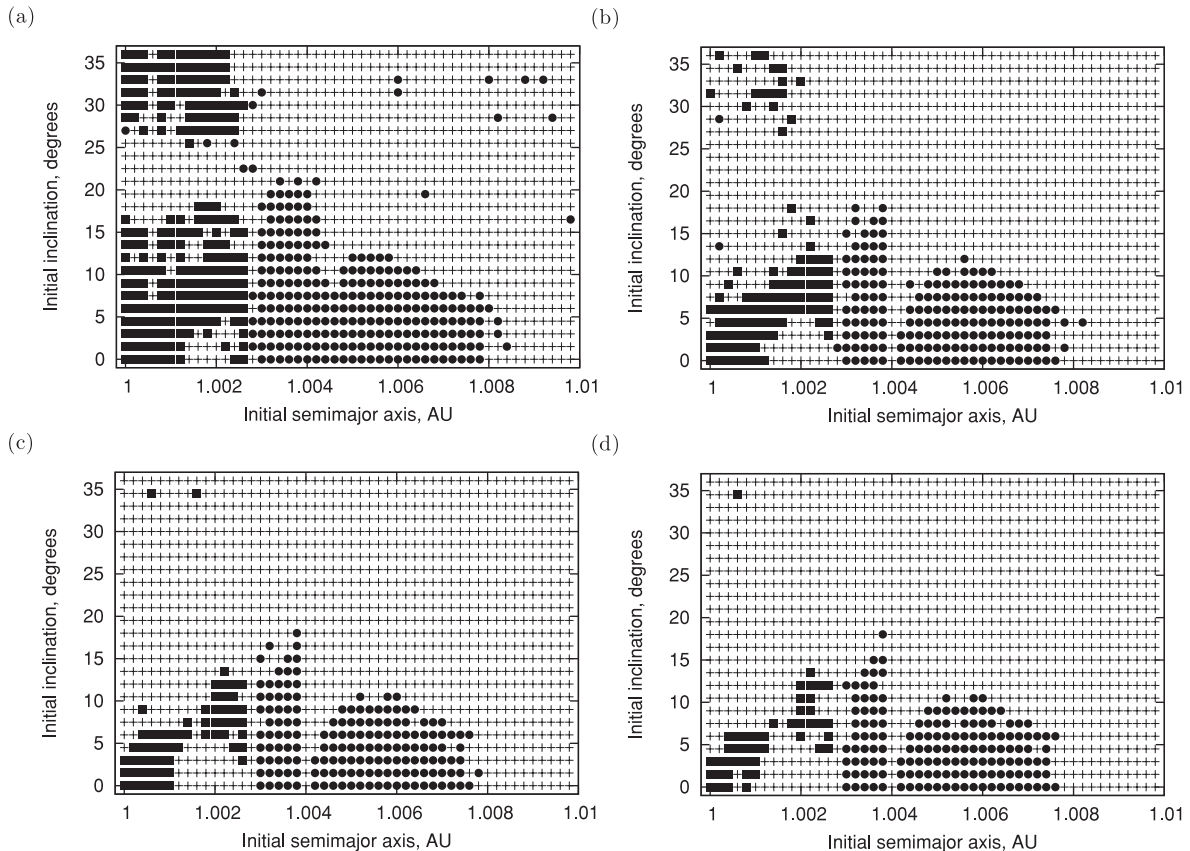 (a)
Initial inclination, degrees
35
30
25
20
15
10
5
0
1 1.002 1.004 1.006 1.008 1.01
Initial semimajor axis, AU
(b)
Initial inclination, degrees
35
30
25
20
15
10
5
0
1 1.002 1.004 1.006 1.008 1.01
Initial semimajor axis, AU
(c)
Initial inclination, degrees
35
30
25
20
15
10
5
0
1 1.002 1.004 1.006 1.008 1.01
Initial semimajor axis, AU
(d)
Initial inclination, degrees
35
30
25
20
15
10
5
0
1 1.002 1.004 1.006 1.008 1.01
Initial semimajor axis, AU